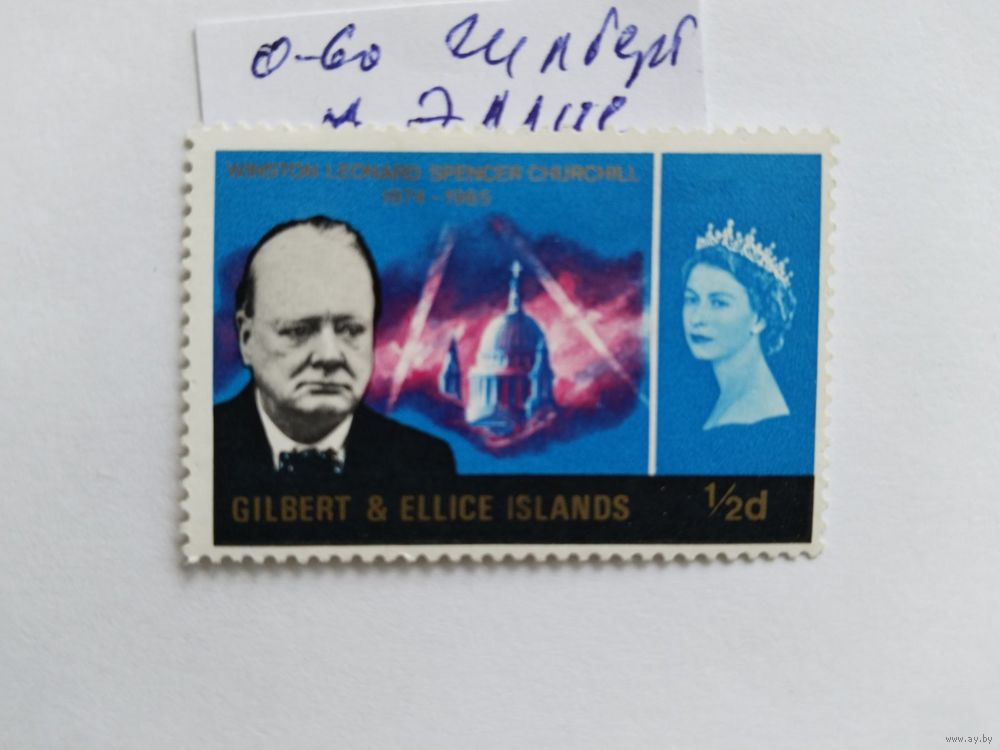 о-ва Гилберт
и Эллис
WINSTON LEONARD SPENCER CHURCHILL
1874 - 1965
GILBERT & ELLICE ISLANDS
½d
www.ay.by